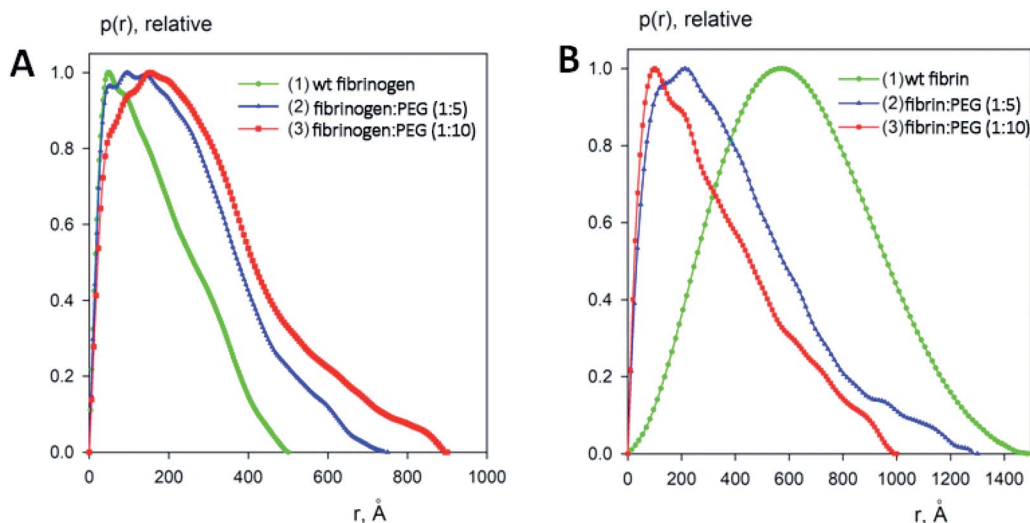 p(r), relative
A
1.0
0.8
0.6
0.4
0.2
0.0
(1) wt fibrinogen
(2) fibrinogen:PEG (1:5)
(3) fibrinogen:PEG (1:10)
0 200 400 600 800 1000
r, Å
p(r), relative
B
1.0
0.8
0.6
0.4
0.2
0.0
(1) wt fibrin
(2) fibrin:PEG (1:5)
(3) fibrin:PEG (1:10)
0 200 400 600 800 1000 1200 1400
r, Å